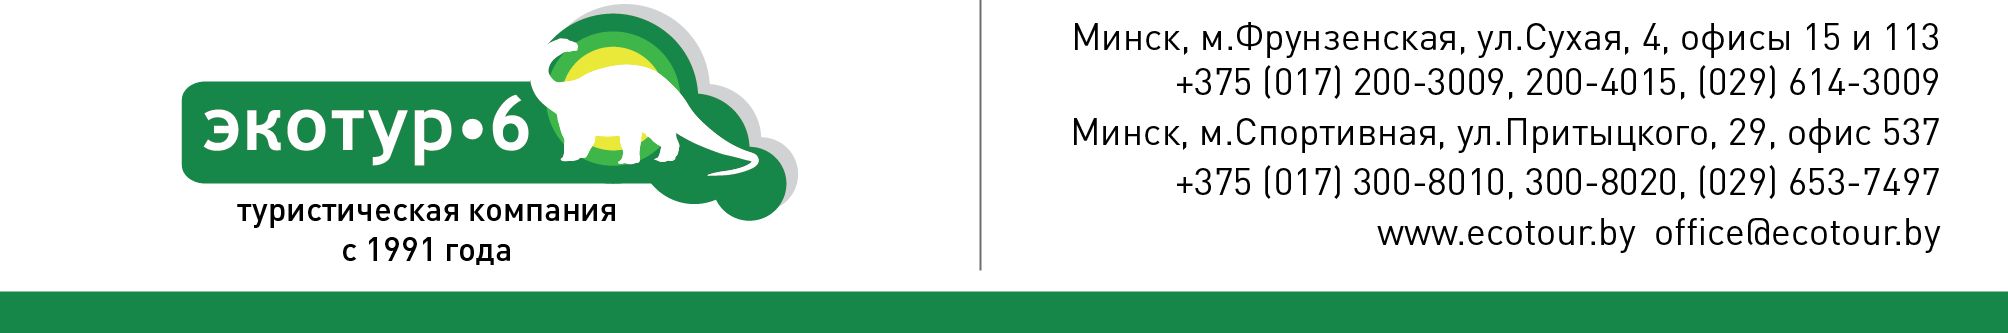 экотур•6
туристическая компания
с 1991 года
Минск, м.Фрунзенская, ул.Сухая, 4, офисы 15 и 113
+375 (017) 200-3009, 200-4015, (029) 614-3009
Минск, м.Спортивная, ул.Притыцкого, 29, офис 537
+375 (017) 300-8010, 300-8020, (029) 653-7497
www.ecotour.by office@ecotour.by